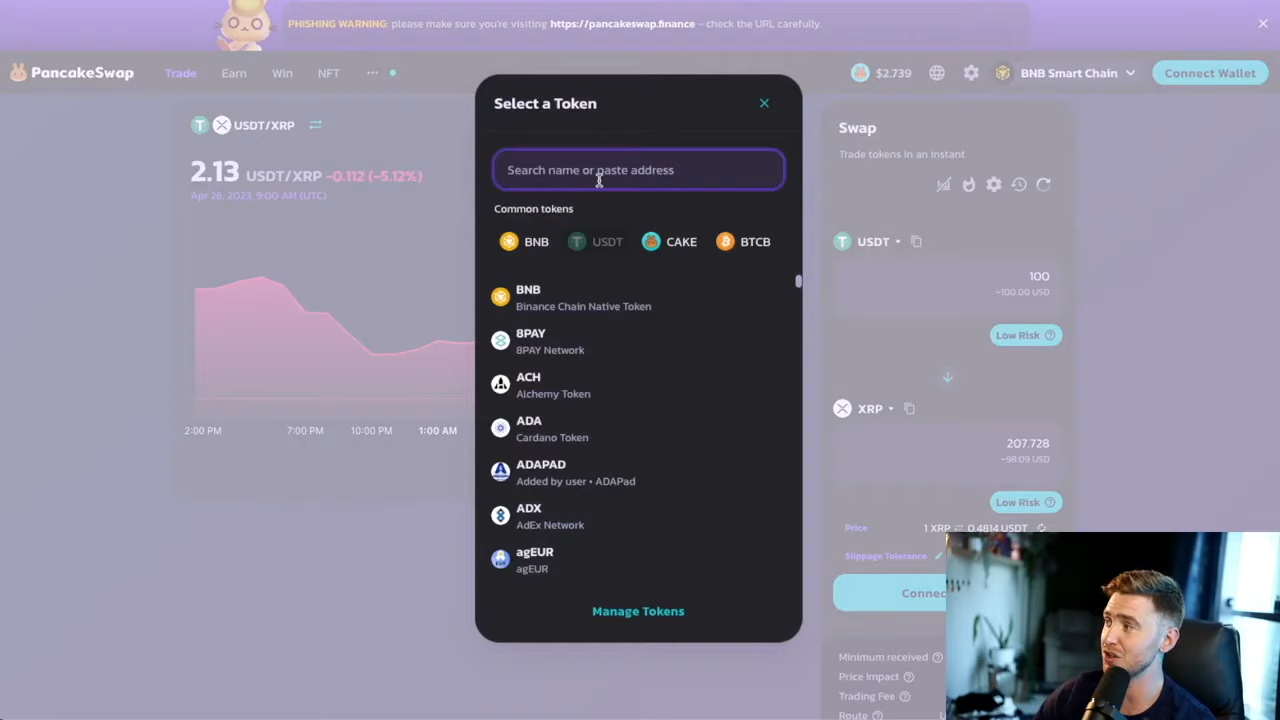 PHISHING WARNING: please make sure you're visiting https://pancakeswap.finance - check the URL carefully.
PancakeSwap
Trade
Earn
Win
NFT
$2.739
BNB Smart Chain
Connect Wallet
USDT/XRP
2.13 USDT/XRP -0.112 (-5.12%)
Apr 26, 2023, 9:00 AM (UTC)
2:00 PM
7:00 PM
10:00 PM
1:00 AM
Select a Token
Search name or paste address
Common tokens
BNB
USDT
CAKE
BTCB
BNB
Binance Chain Native Token
8PAY
8PAY Network
ACH
Alchemy Token
ADA
Cardano Token
ADAPAD
Added by user • ADAPad
ADX
AdEx Network
agEUR
agEUR
Manage Tokens
Swap
Trade tokens in an instant
USDT
100
~100.00 USD
Low Risk
XRP
207.728
~98.09 USD
Low Risk
Price
1 XRP ⇌ 0.4814 USDT
Slippage Tolerance
Connec
Minimum received
Price Impact
Trading Fee
Route
U